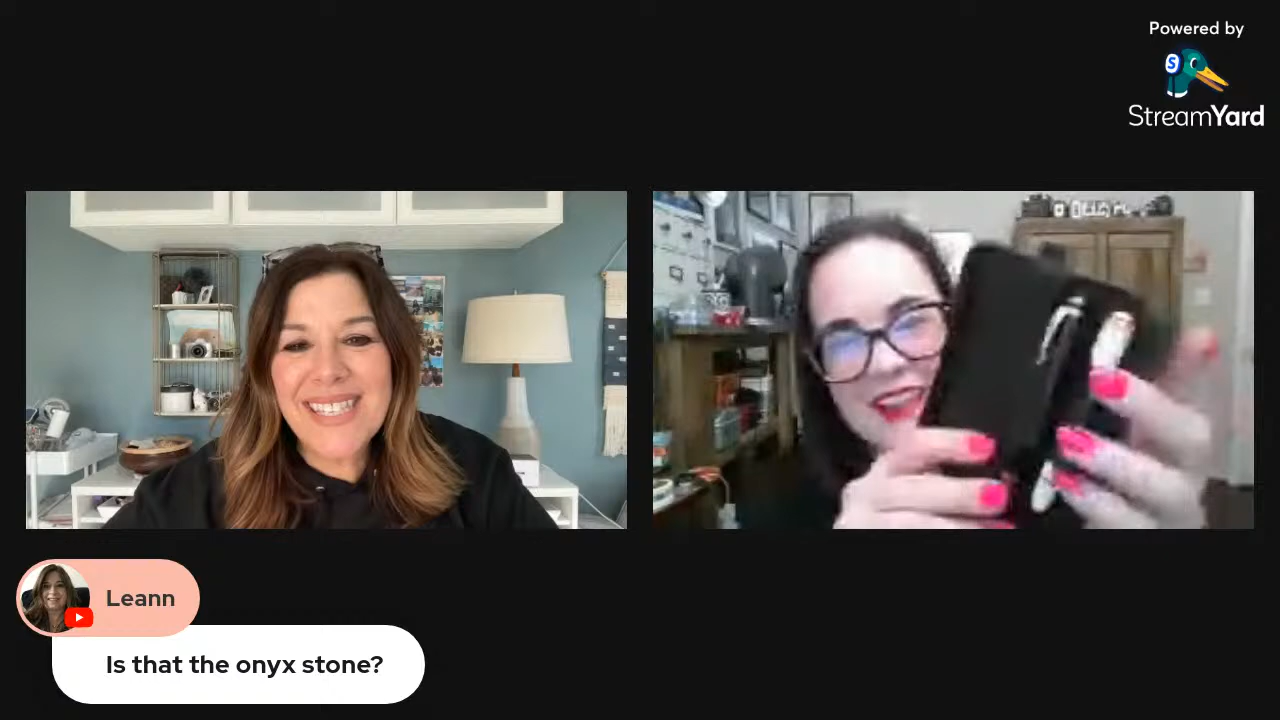 Powered by
S
StreamYard
Leann
Is that the onyx stone?